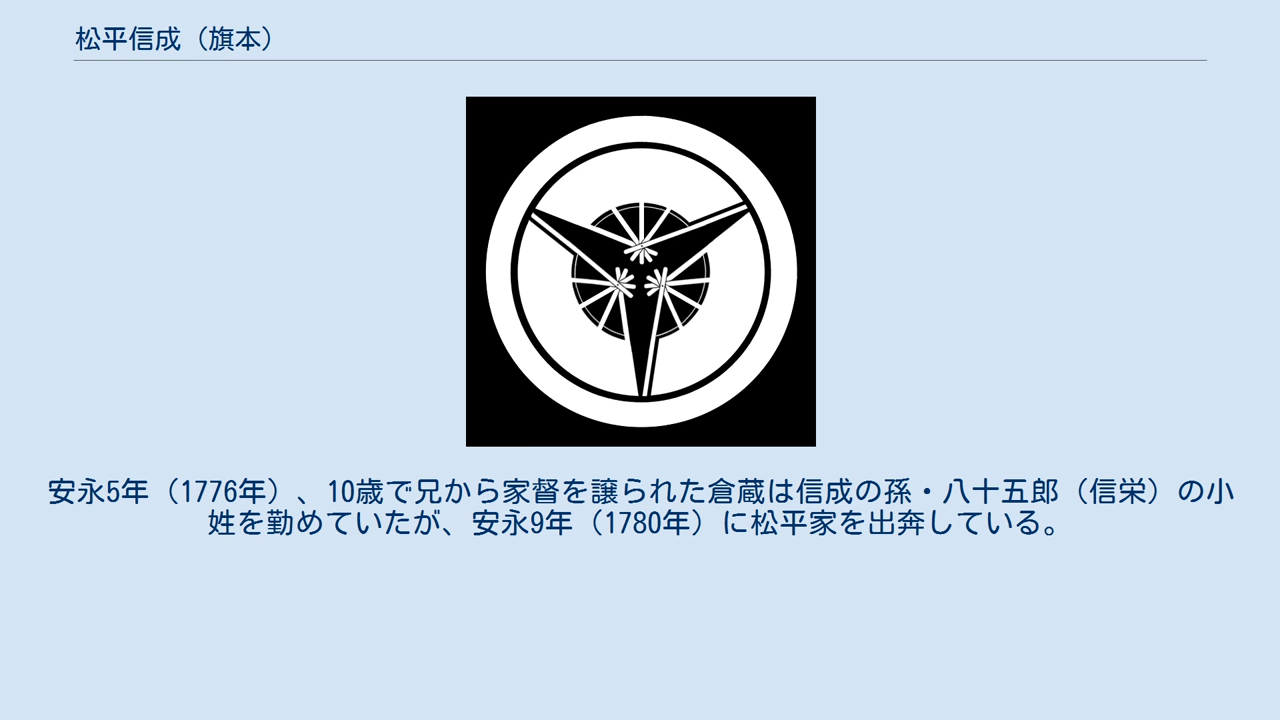 松平信成（旗本）
安永5年（1776年）、10歳で兄から家督を譲られた倉蔵は信成の孫・八十五郎（信栄）の小
姓を勤めていたが、安永9年（1780年）に松平家を出奔している。